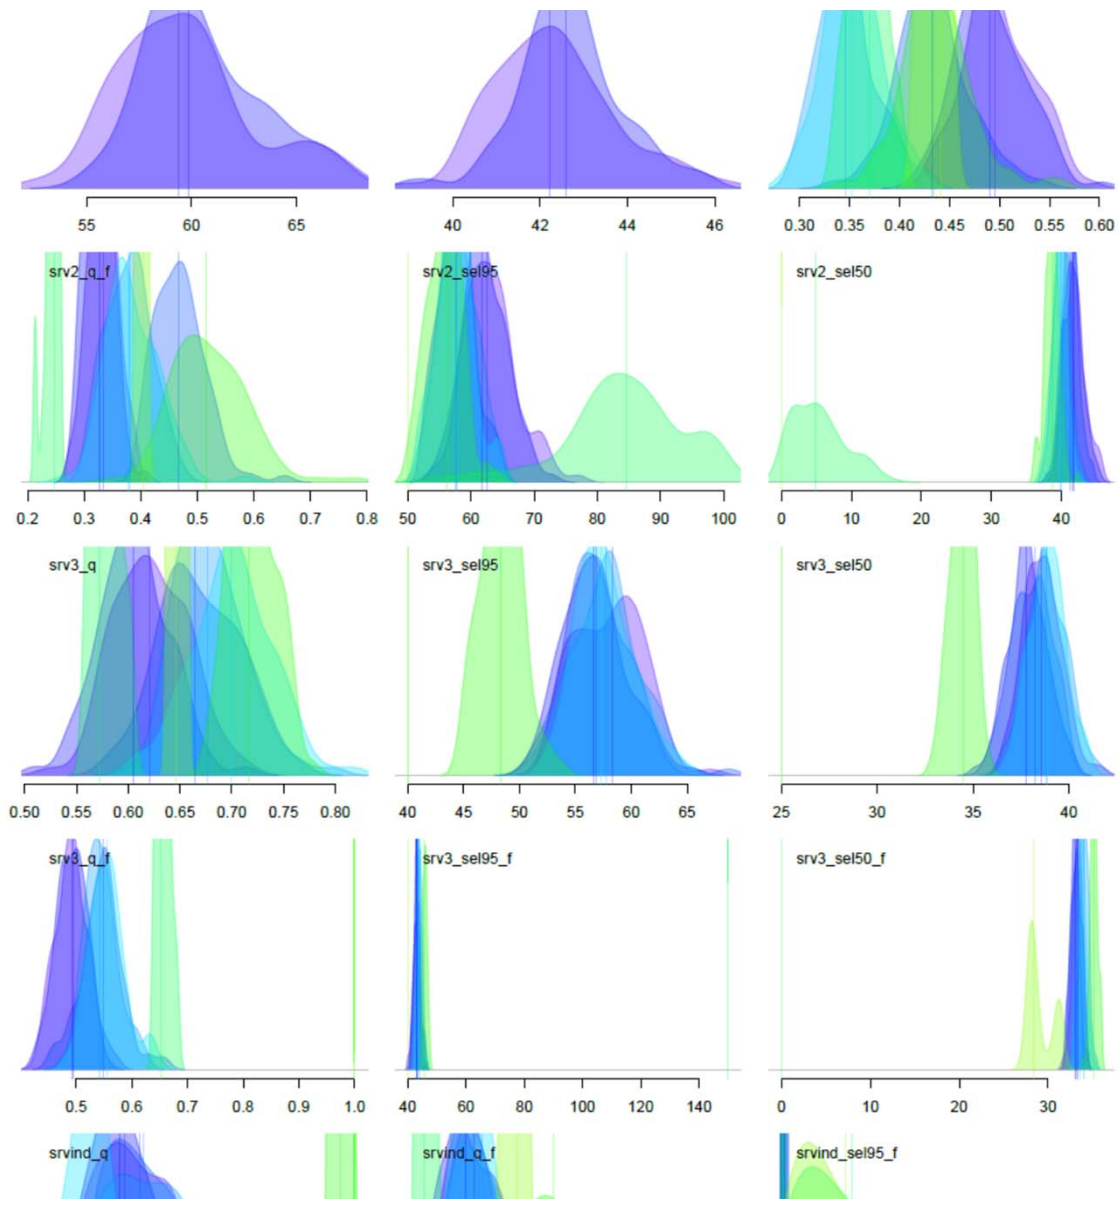 55 60 65
40 42 44 46
0.30 0.35 0.40 0.45 0.50 0.55 0.60
srv2_q_f
0.2 0.3 0.4 0.5 0.6 0.7 0.8
srv2_sel95
50 60 70 80 90 100
srv2_sel50
0 10 20 30 40
srv3_q
0.50 0.55 0.60 0.65 0.70 0.75 0.80
srv3_sel95
40 45 50 55 60 65
srv3_sel50
25 30 35 40
srv3_q_f
0.5 0.6 0.7 0.8 0.9 1.0
srv3_sel95_f
40 60 80 100 120 140
srv3_sel50_f
0 10 20 30
srvind_q
srvind_q_f
srvind_sel95_f